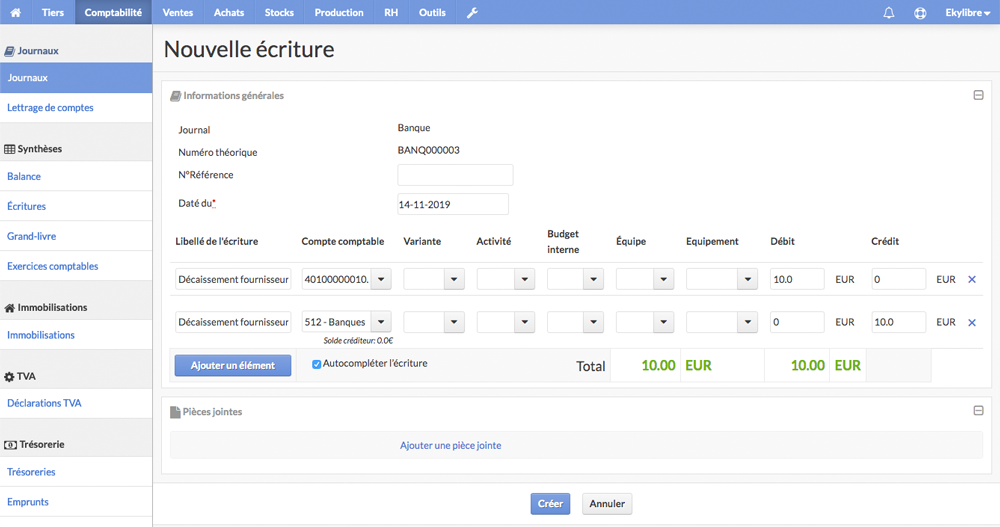 Tiers Comptabilité Ventes Achats Stocks Production RH Outils Ekylibre
Journaux
Journaux
Lettrage de comptes
Synthèses
Balance
Écritures
Grand-livre
Exercices comptables
Immobilisations
Immobilisations
TVA
Déclarations TVA
Trésorerie
Trésoreries
Emprunts
Nouvelle écriture
Informations générales
Journal Banque
Numéro théorique BANQ000003
N°Référence
Daté du* 14-11-2019
Libellé de l'écriture Compte comptable Variante Activité Budget interne Équipe Equipement Débit Crédit
Décaissement fournisseur 40100000010. 10.0 EUR 0 EUR
Décaissement fournisseur 512 - Banques 0 EUR 10.0 EUR
Solde créditeur: 0.0€
Ajouter un élément Autocompléter l'écriture Total 10.00 EUR 10.00 EUR
Pièces jointes
Ajouter une pièce jointe
Créer Annuler